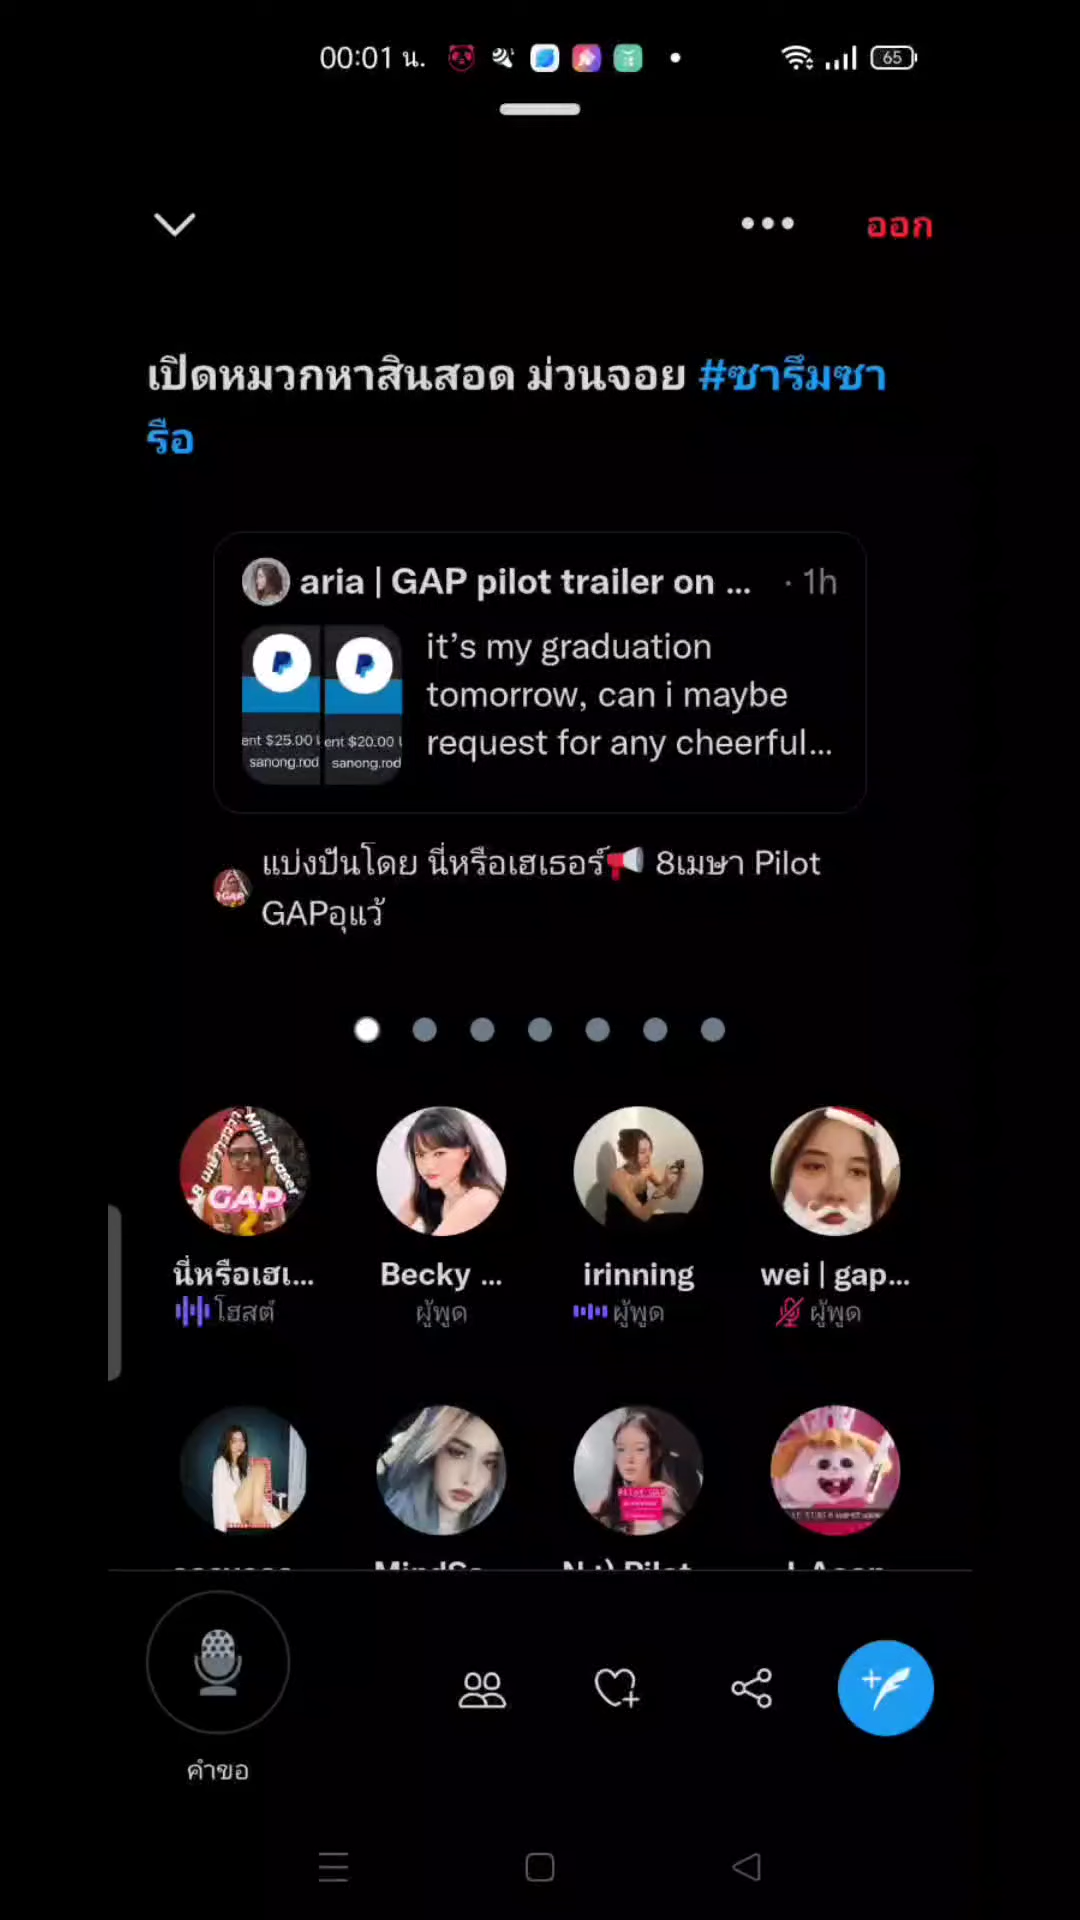 00:01 น.
65
ออก
เปิดหมวกหาสินสอด ม่วนจอย #ซารึมซา
รือ
aria | GAP pilot trailer on ... · 1h
it’s my graduation
tomorrow, can i maybe
request for any cheerful...
ent $25.00 ent $20.00
sanong.rod sanong.rod
แบ่งปันโดย นี่หรือเฮเธอร์ 8เมษา Pilot
GAPอุแว้
Mini Teaser
GAP
นี่หรือเฮเ... Becky ... irinning wei | gap...
โฮสต์ ผู้พูด ผู้พูด ผู้พูด
คำขอ